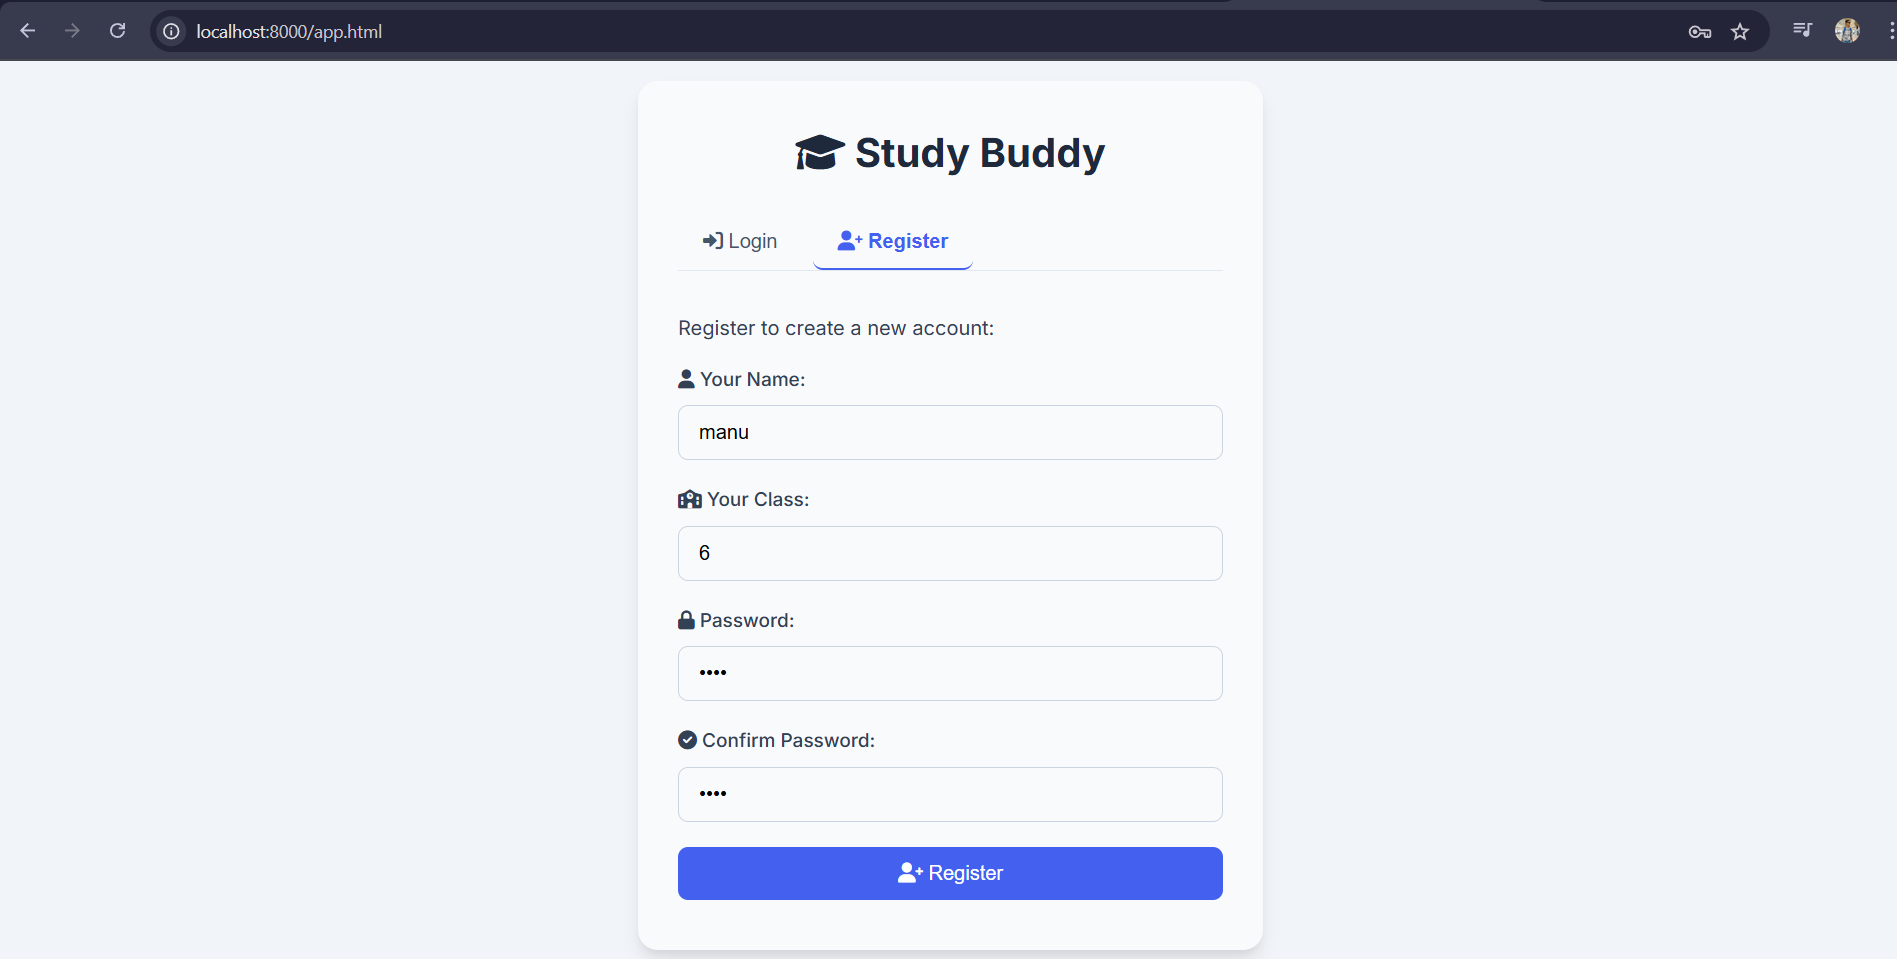 localhost:8000/app.html
Study Buddy
Login Register
Register to create a new account:
Your Name:
manu
Your Class:
6
Password:
••••
Confirm Password:
••••
Register